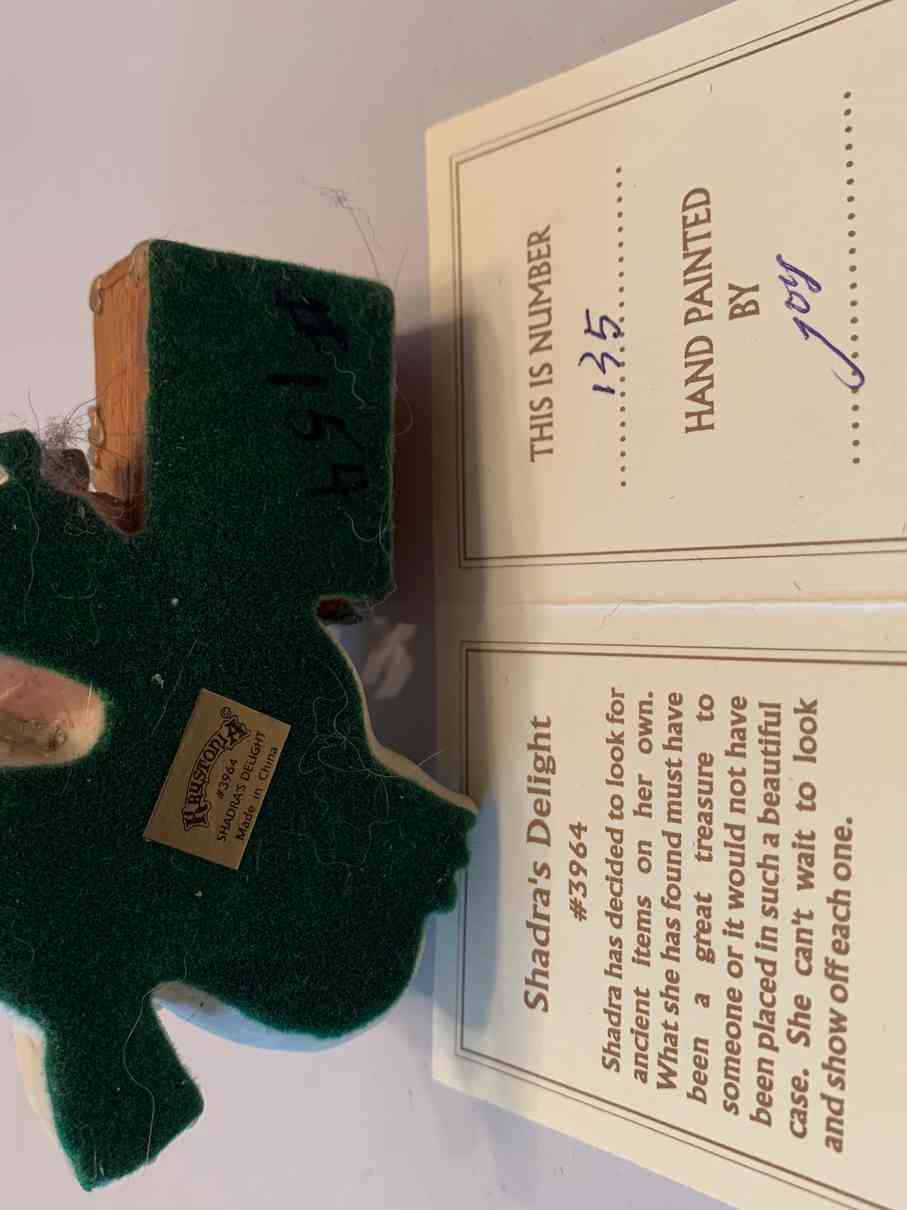 #164
KRYSTONIA ©
#3964
SHADRA'S DELIGHT
Made in China
Shadra's Delight
#3964
Shadra has decided to look for
ancient items on her own.
What she has found must have
been a great treasure to
someone or it would not have
been placed in such a beautiful
case. She can't wait to look
and show off each one.
THIS IS NUMBER
135
HAND PAINTED
BY
Joy